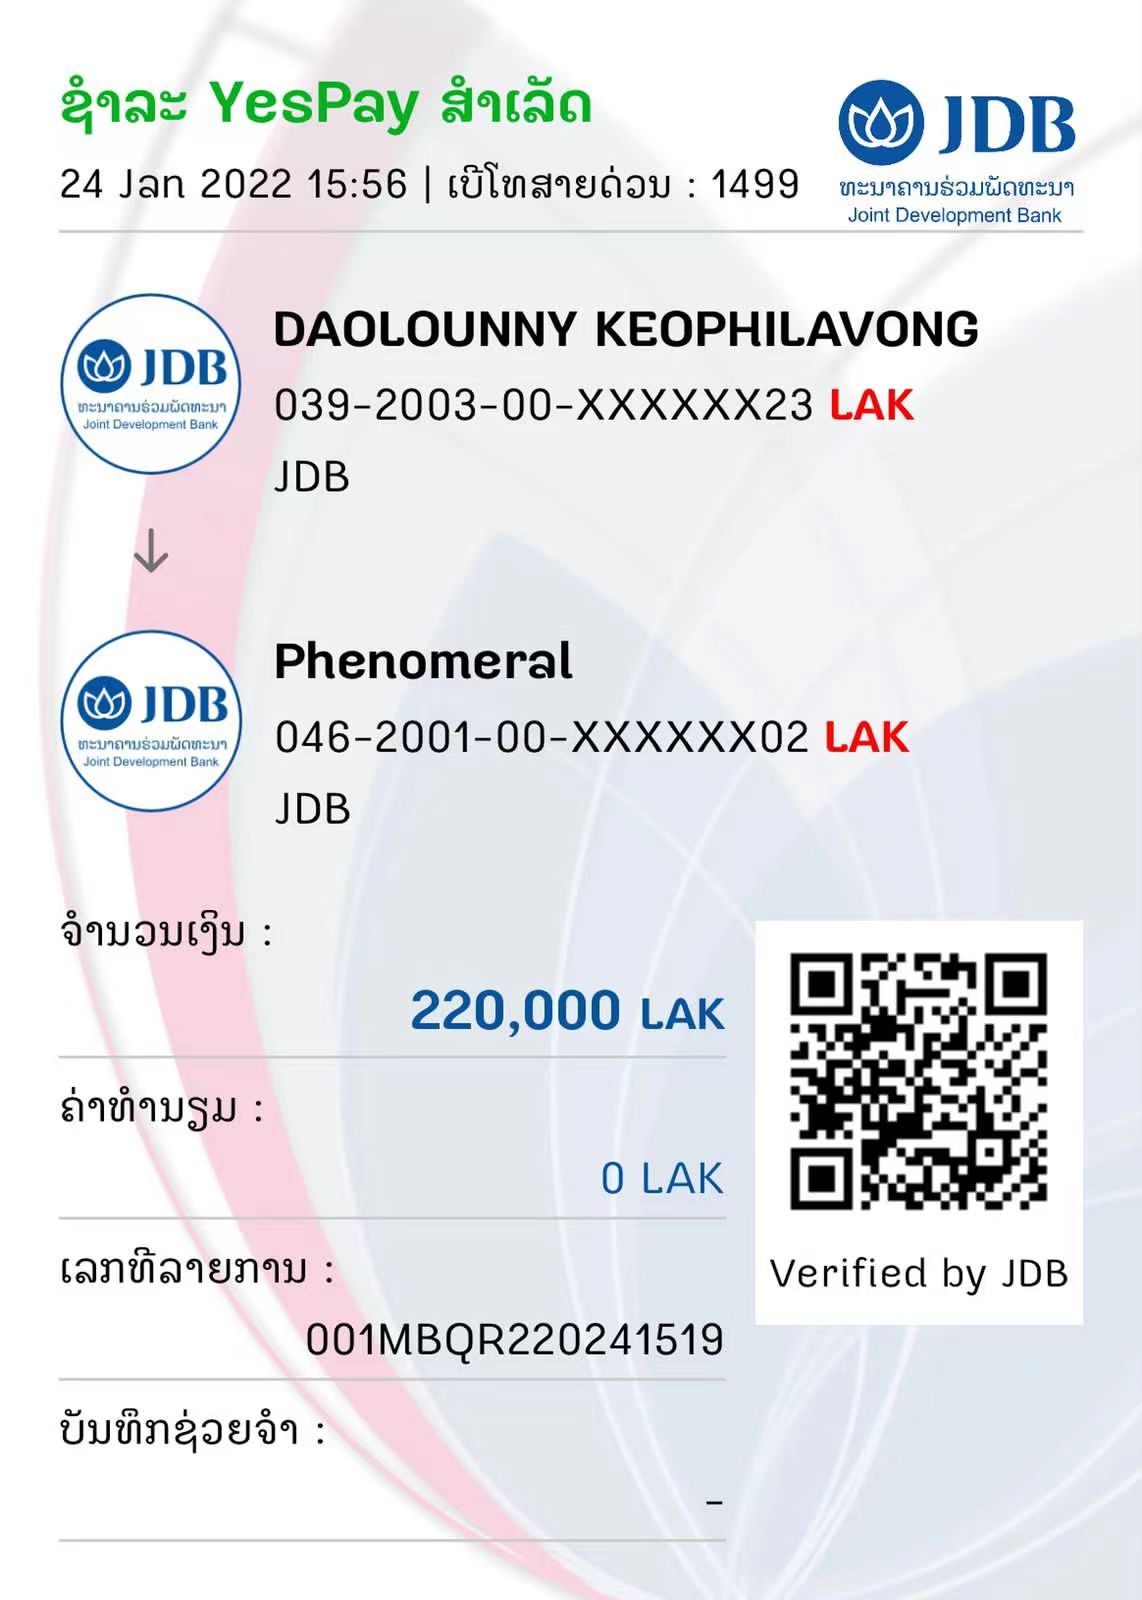 ຊຳລະ YesPay ສຳເລັດ
24 Jan 2022 15:56 | ເບີໂທສາຍດ່ວນ : 1499
JDB
ທະນາຄານຮ່ວມພັດທະນາ
Joint Development Bank
JDB
ທະນາຄານຮ່ວມພັດທະນາ
Joint Development Bank
DAOLOUNNY KEOPHILAVONG
039-2003-00-XXXXXX23 LAK
JDB
JDB
ທະນາຄານຮ່ວມພັດທະນາ
Joint Development Bank
Phenomeral
046-2001-00-XXXXXX02 LAK
JDB
ຈຳນວນເງິນ :
220,000 LAK
ຄ່າທຳນຽມ :
0 LAK
ເລກທີລາຍການ :
001MBQR220241519
ບັນທຶກຊ່ວຍຈຳ :
-
Verified by JDB